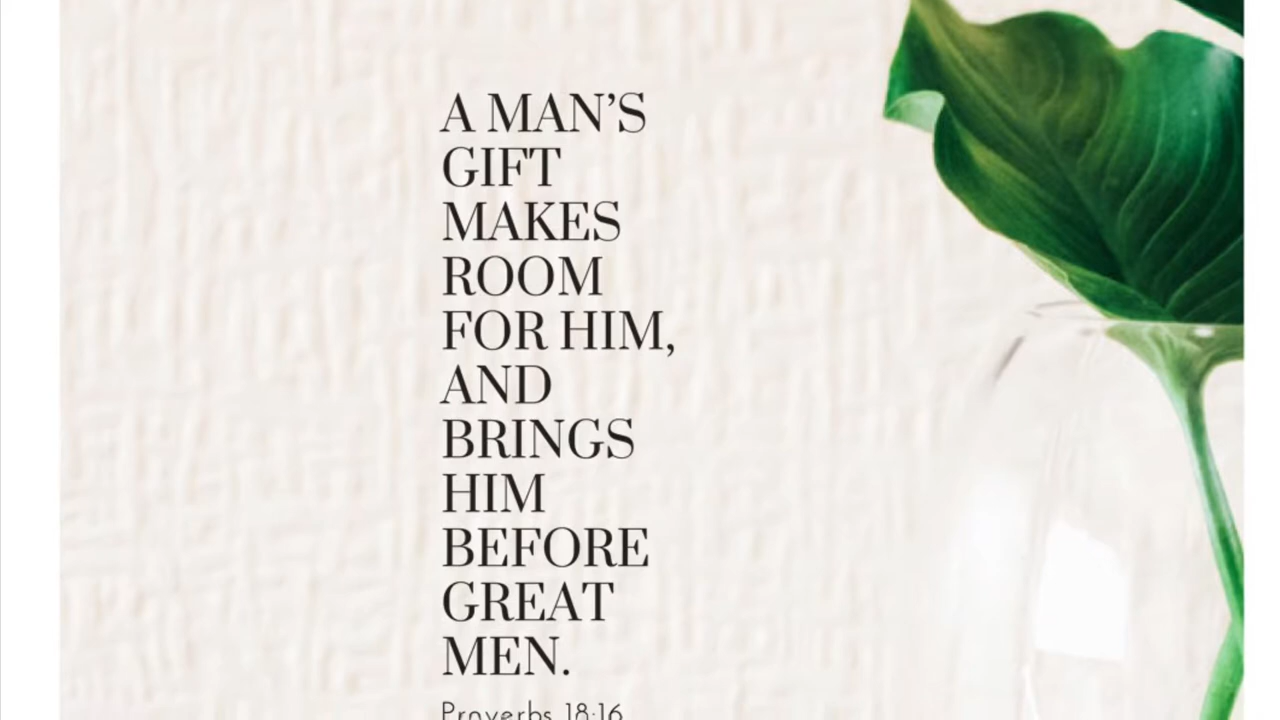 A MAN’S
GIFT
MAKES
ROOM
FOR HIM,
AND
BRINGS
HIM
BEFORE
GREAT
MEN.
Proverbs 18:16